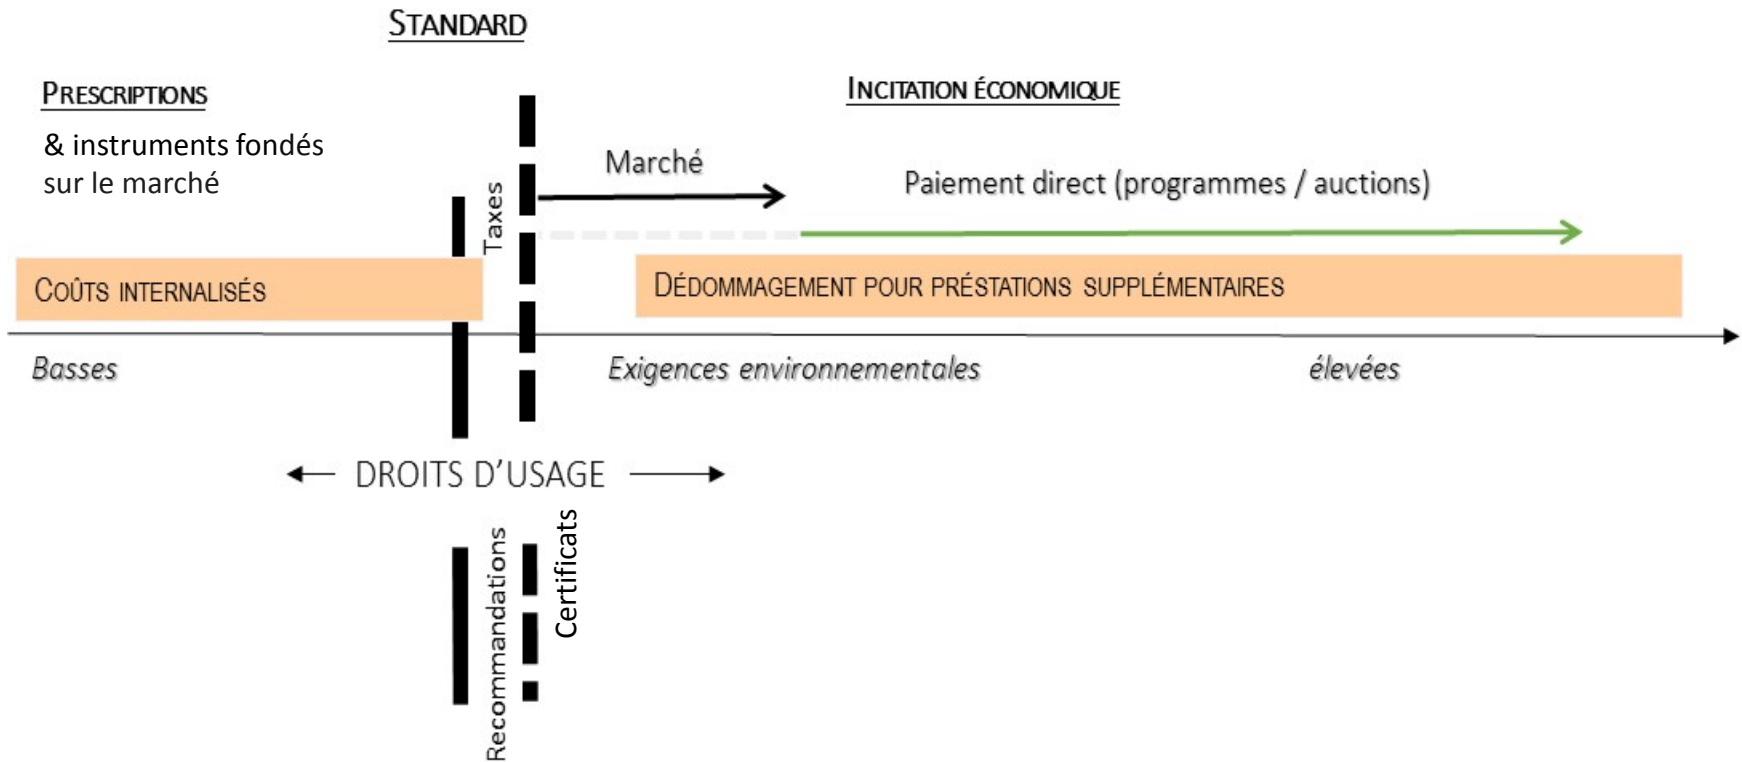 STANDARD
PRESCRIPTIONS
& instruments fondés
sur le marché
INCITATION ÉCONOMIQUE
Taxes
Marché
Paiement direct (programmes / auctions)
COÛTS INTERNALISÉS
DÉDOMMAGEMENT POUR PRÉSTATIONS SUPPLÉMENTAIRES
Basses
Exigences environnementales
élevées
DROITS D’USAGE
Recommandations
Certificats